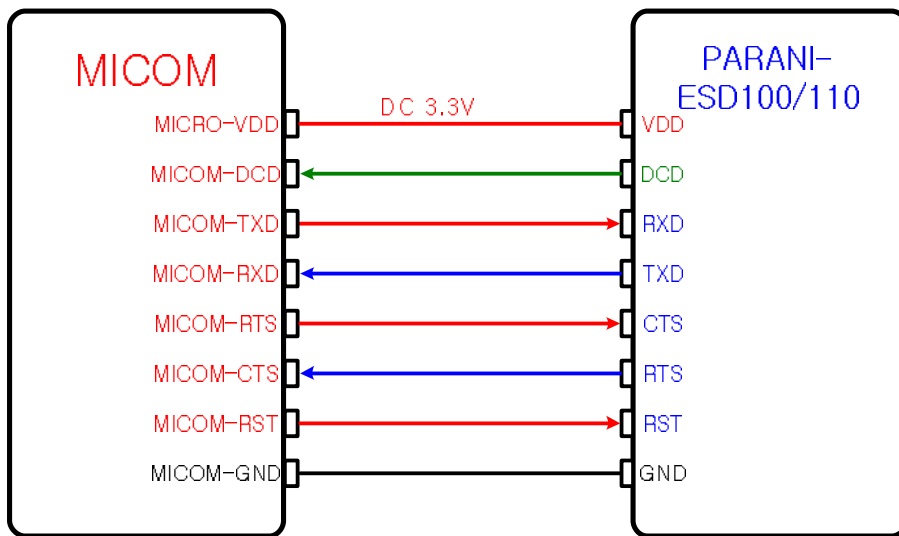 MICOM
PARANI-
ESD100/110
DC 3.3V
MICRO-VDD
VDD
MICOM-DCD
DCD
MICOM-TXD
RXD
MICOM-RXD
TXD
MICOM-RTS
CTS
MICOM-CTS
RTS
MICOM-RST
RST
MICOM-GND
GND